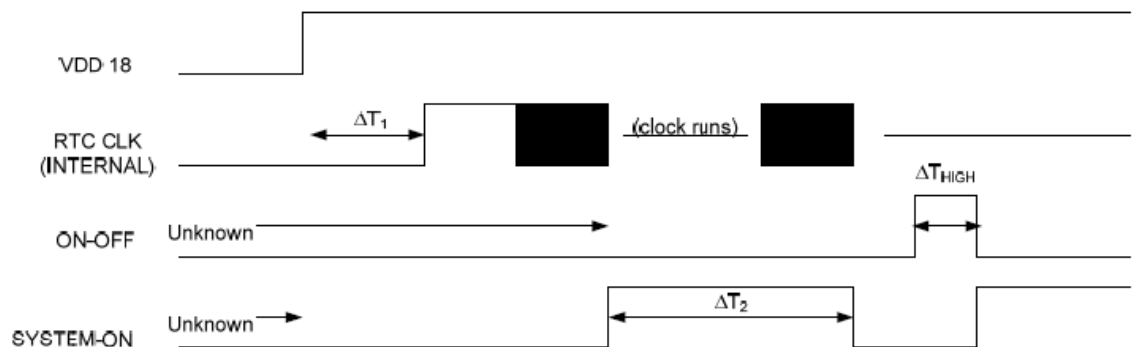 VDD 18
ΔT1
RTC CLK
(INTERNAL)
(clock runs)
ΔTHIGH
ON-OFF
Unknown
ΔT2
Unknown
SYSTEM-ON